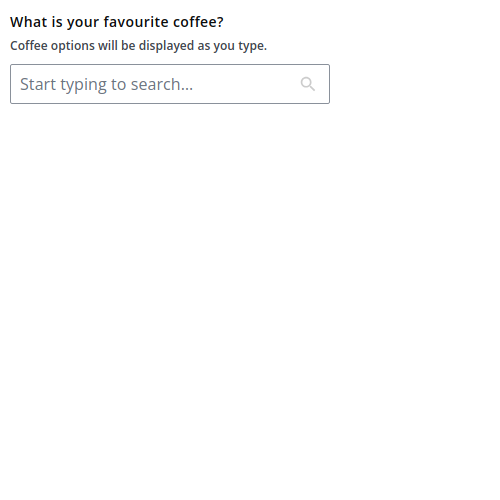 What is your favourite coffee?
Coffee options will be displayed as you type.
Start typing to search...